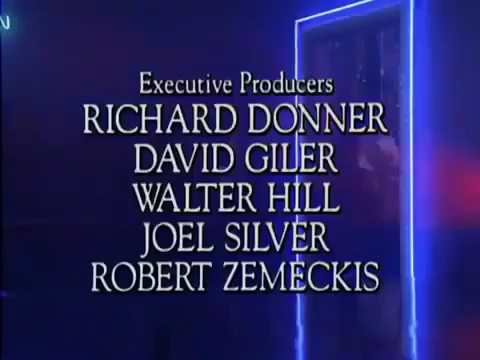 N
Executive Producers
RICHARD DONNER
DAVID GILER
WALTER HILL
JOEL SILVER
ROBERT ZEMECKIS